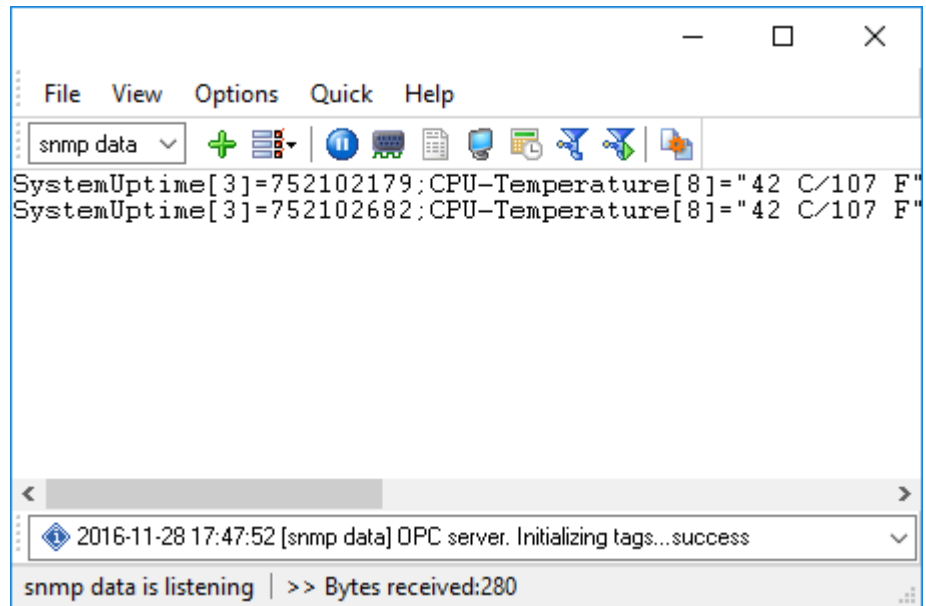 File View Options Quick Help
snmp data
SystemUptime[3]=752102179;CPU-Temperature[8]="42 C/107 F"
SystemUptime[3]=752102682;CPU-Temperature[8]="42 C/107 F"
2016-11-28 17:47:52 [snmp data] OPC server. Initializing tags...success
snmp data is listening >> Bytes received:280